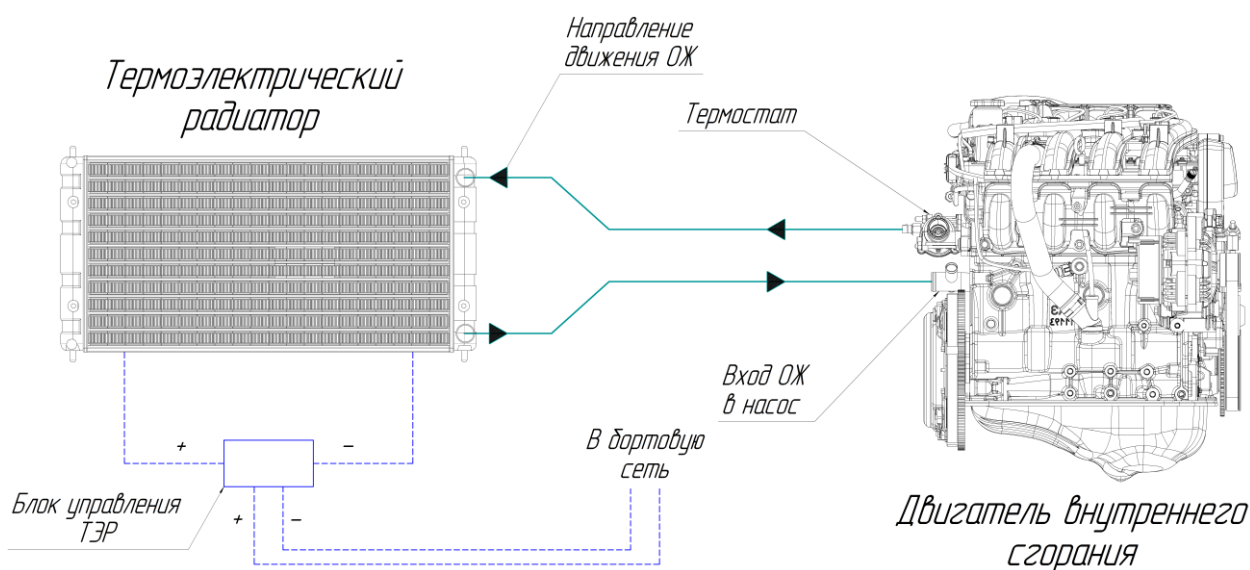 Направление
движения ОЖ
Термоэлектрический
радиатор
Термостат
Вход ОЖ
в насос
В бортовую
сеть
+
–
Блок управления
ТЭР
+
–
Двигатель внутреннего
сгорания